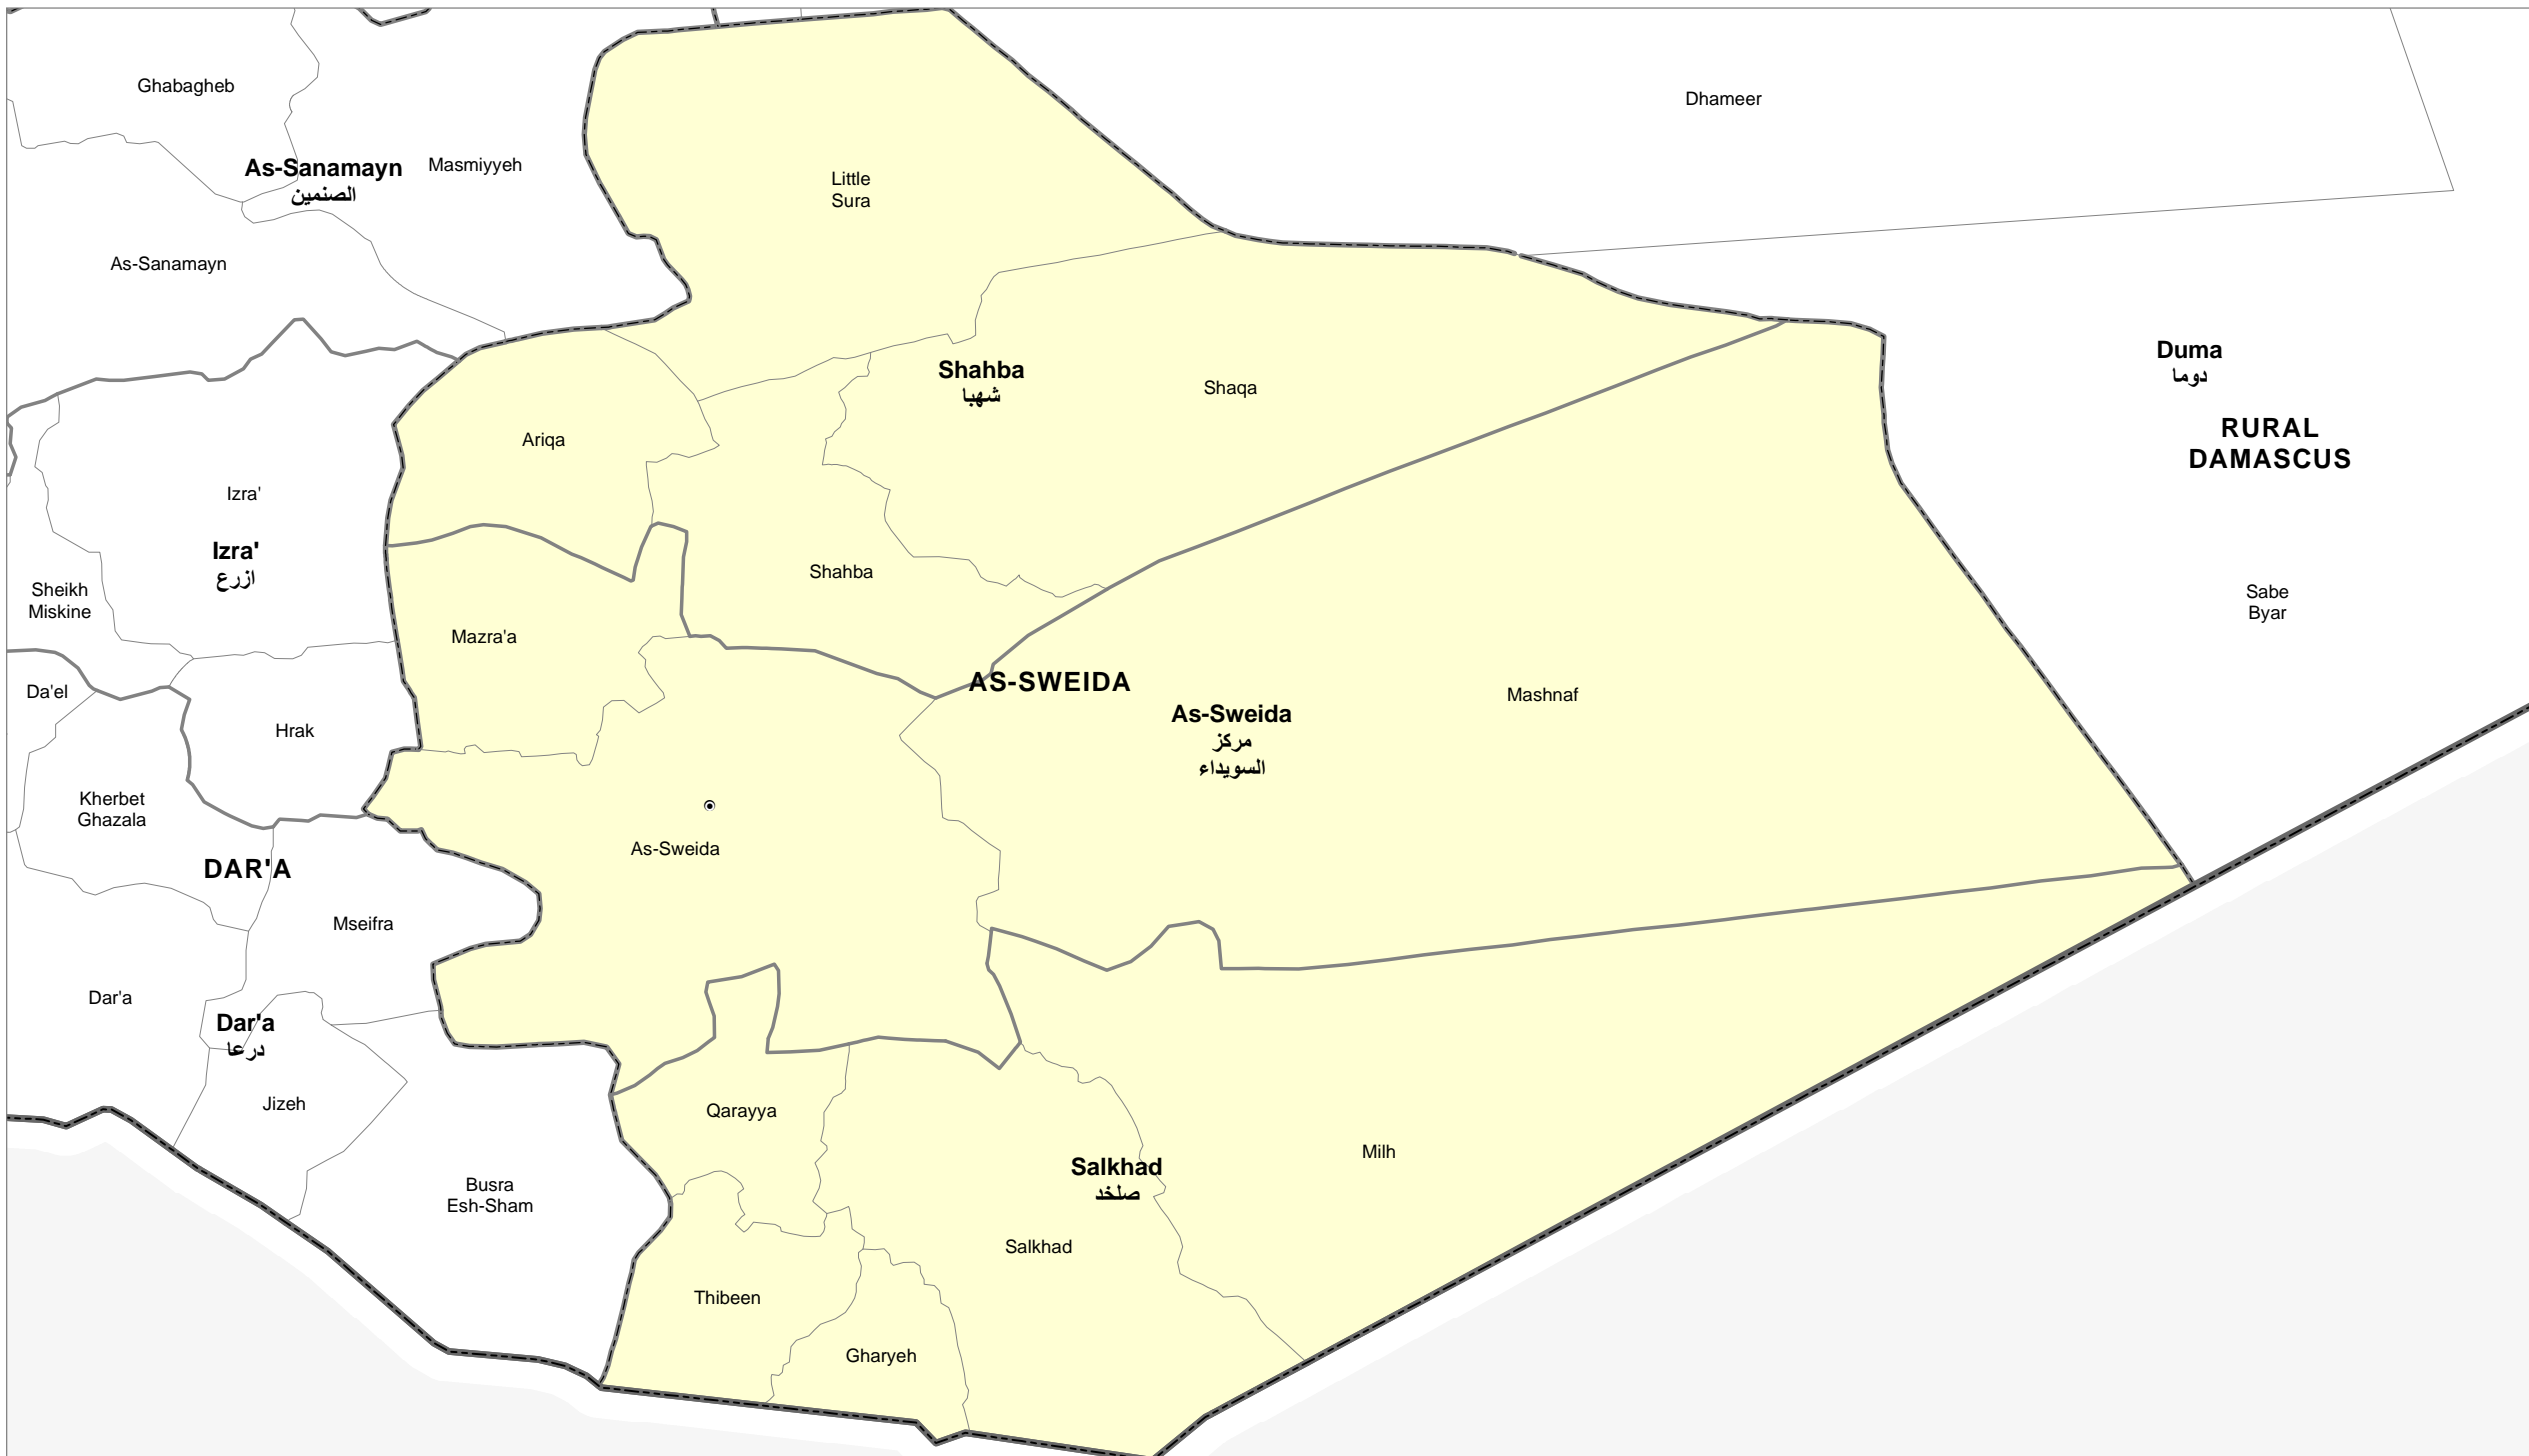 Ghabagheb
Dhameer
As-Sanamayn
الصنمين
Masmiyyeh
Little
Sura
As-Sanamayn
Duma
دوما
Shahba
شهبا
Shaqa
RURAL
DAMASCUS
Ariqa
Izra'
Izra'
ازرع
Shahba
Sheikh
Miskine
Sabe
Byar
Mazra'a
AS-SWEIDA
Da'el
Mashnaf
As-Sweida
مركز
السويداء
Hrak
Kherbet
Ghazala
As-Sweida
DAR'A
Mseifra
Dar'a
Dar'a
درعا
Jizeh
Qarayya
Milh
Salkhad
صلخد
Busra
Esh-Sham
Salkhad
Thibeen
Gharyeh